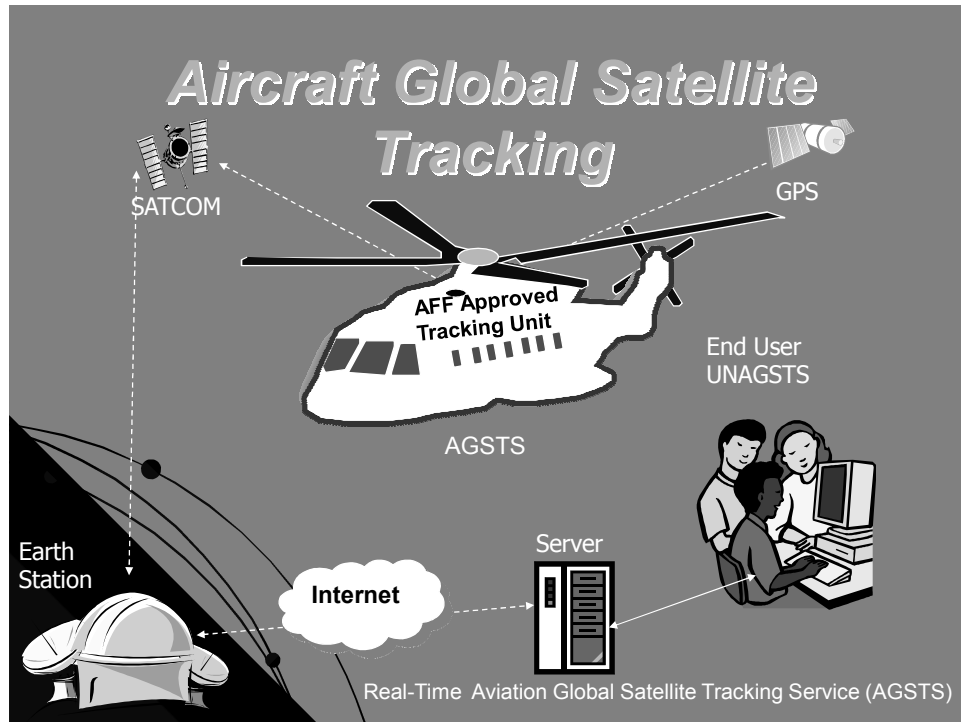 Aircraft Global Satellite
Tracking
SATCOM
GPS
AFF Approved
Tracking Unit
End User
UNAGSTS
AGSTS
Earth
Station
Internet
Server
Real-Time Aviation Global Satellite Tracking Service (AGSTS)